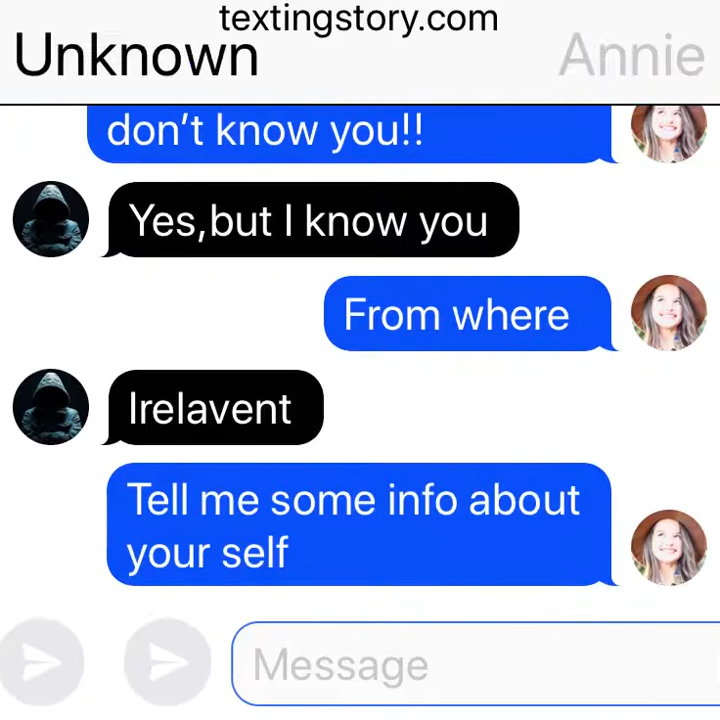 textingstory.com
Unknown
Annie
don't know you!!
Yes,but I know you
From where
Irelavent
Tell me some info about
your self
Message